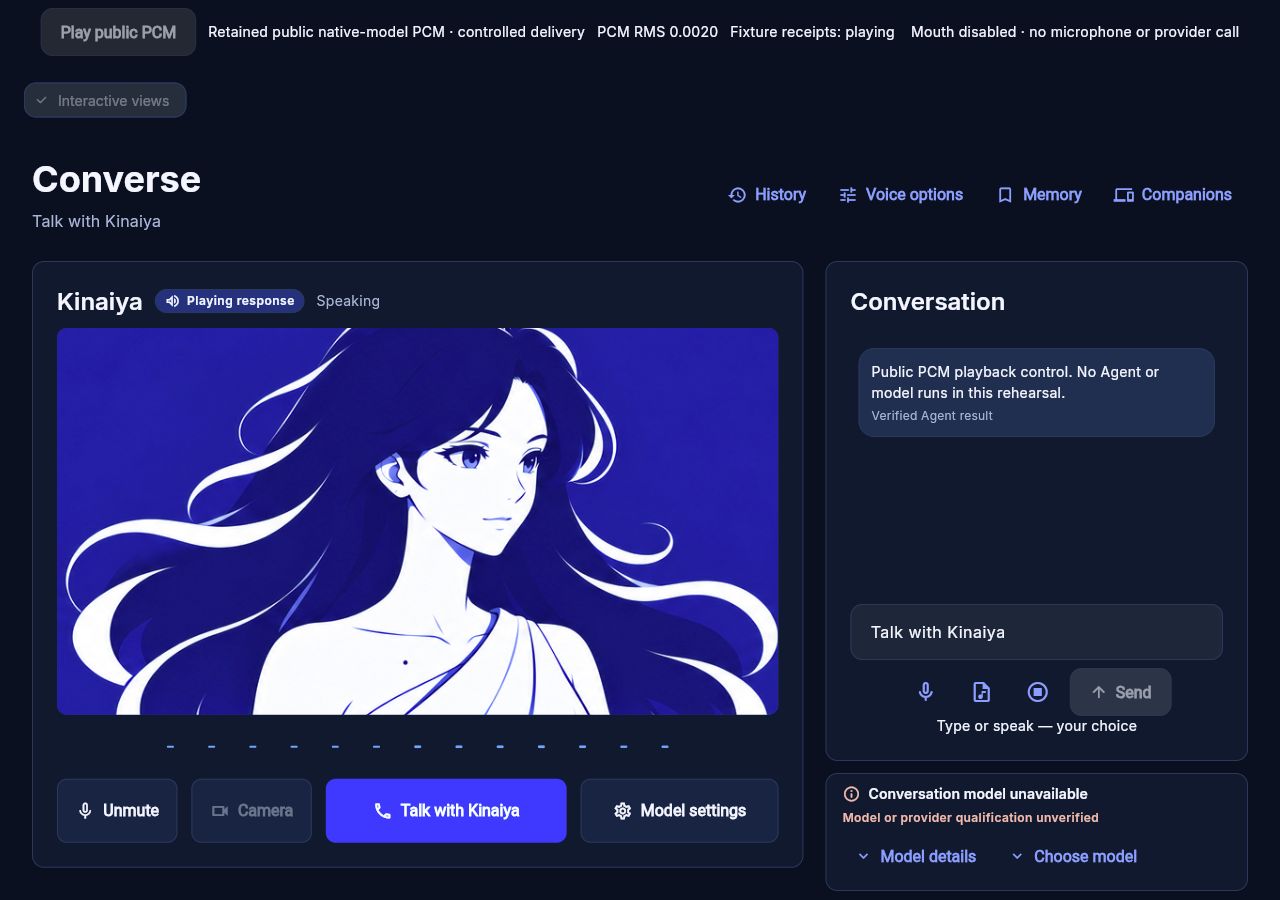 Play public PCM
Retained public native-model PCM · controlled delivery
PCM RMS 0.0020
Fixture receipts: playing
Mouth disabled · no microphone or provider call
Interactive views
Converse
Talk with Kinaiya
History
Voice options
Memory
Companions
Kinaiya
Playing response
Speaking
Conversation
Public PCM playback control. No Agent or
model runs in this rehearsal.
Verified Agent result
Talk with Kinaiya
Send
Type or speak — your choice
Unmute
Camera
Talk with Kinaiya
Model settings
Conversation model unavailable
Model or provider qualification unverified
Model details
Choose model